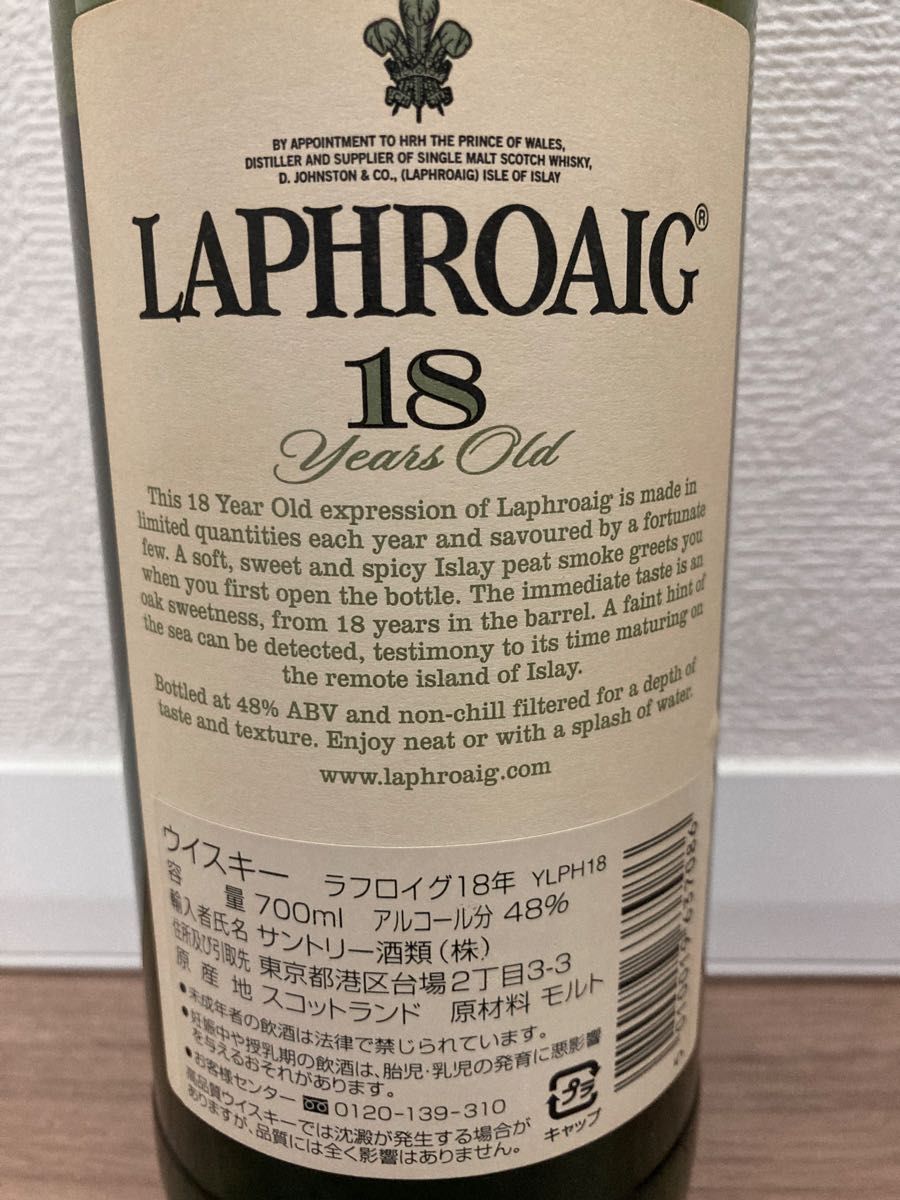 BY APPOINTMENT TO HRH THE PRINCE OF WALES,
DISTILLER AND SUPPLIER OF SINGLE MALT SCOTCH WHISKY,
D. JOHNSTON & CO., (LAPHROAIG) ISLE OF ISLAY
LAPHROAIG®
18
Years Old
This 18 Year Old expression of Laphroaig is made in
limited quantities each year and savoured by a fortunate
few. A soft, sweet and spicy Islay peat smoke greets you
when you first open the bottle. The immediate taste is an
oak sweetness, from 18 years in the barrel. A faint hint of
the sea can be detected, testimony to its time maturing on
the remote island of Islay.
Bottled at 48% ABV and non-chill filtered for a depth of
taste and texture. Enjoy neat or with a splash of water.
www.laphroaig.com
ウイスキー ラフロイグ18年 YLPH18
容量 700ml アルコール分 48%
輸入者氏名 サントリー酒類(株)
住所及び引取先 東京都港区台場2丁目3-3
原産地 スコットランド 原材料 モルト
●未成年者の飲酒は法律で禁じられています。
●妊娠中や授乳期の飲酒は、胎児・乳児の発育に悪影響
を与えるおそれがあります。
●お客様センター 0120-139-310
高品質ウイスキーでは沈澱が発生する場合が
ありますが、品質には全く影響はありません。
プラ
キャップ